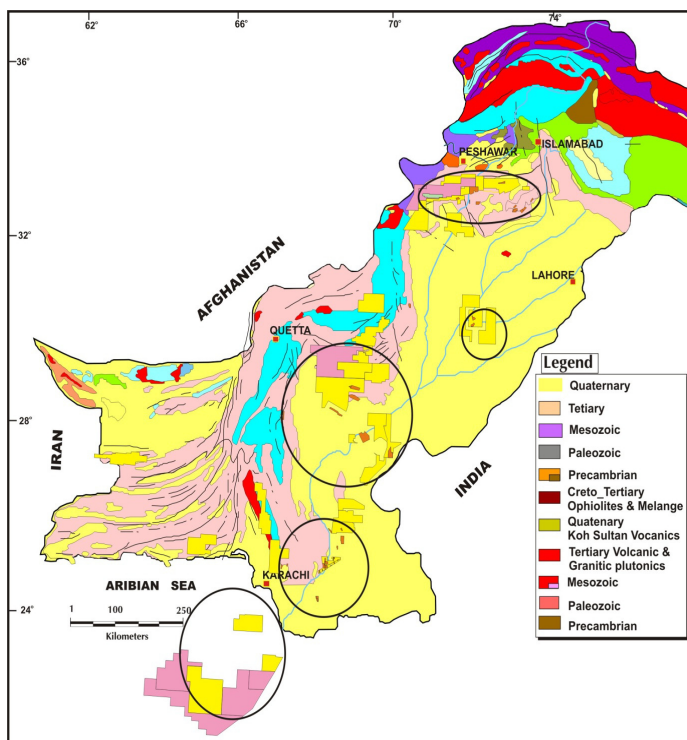 62°
66°
70°
74°
36°
32°
28°
24°
PESHAWAR
ISLAMABAD
AFGHANISTAN
LAHORE
QUETTA
IRAN
INDIA
KARACHI
ARIBIAN SEA
1 100 250
Kilometers
Legend
Quaternary
Tetiary
Mesozoic
Paleozoic
Precambrian
Creto_Tertiary
Ophiolites & Melange
Quatenary
Koh Sultan Vocanics
Tertiary Volcanic &
Granitic plutonics
Mesozoic
Paleozoic
Precambrian